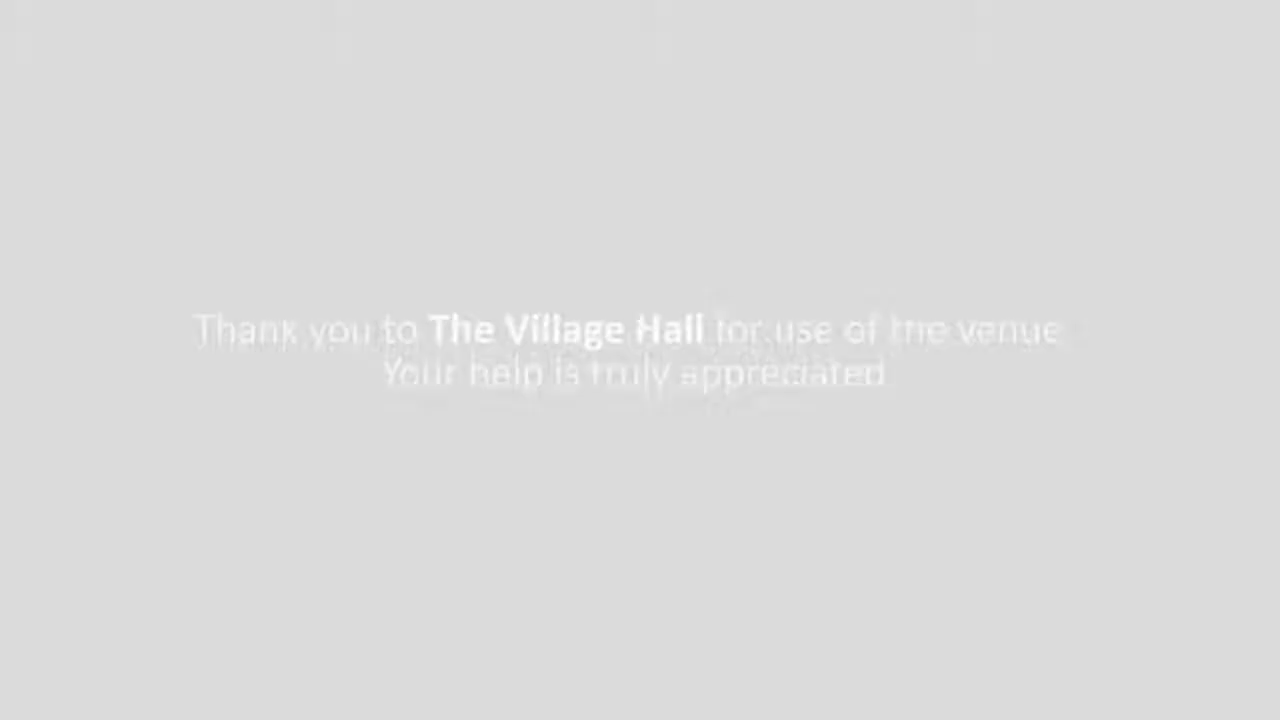 Thank you to The Village Hall for use of the venue
Your help is truly appreciated